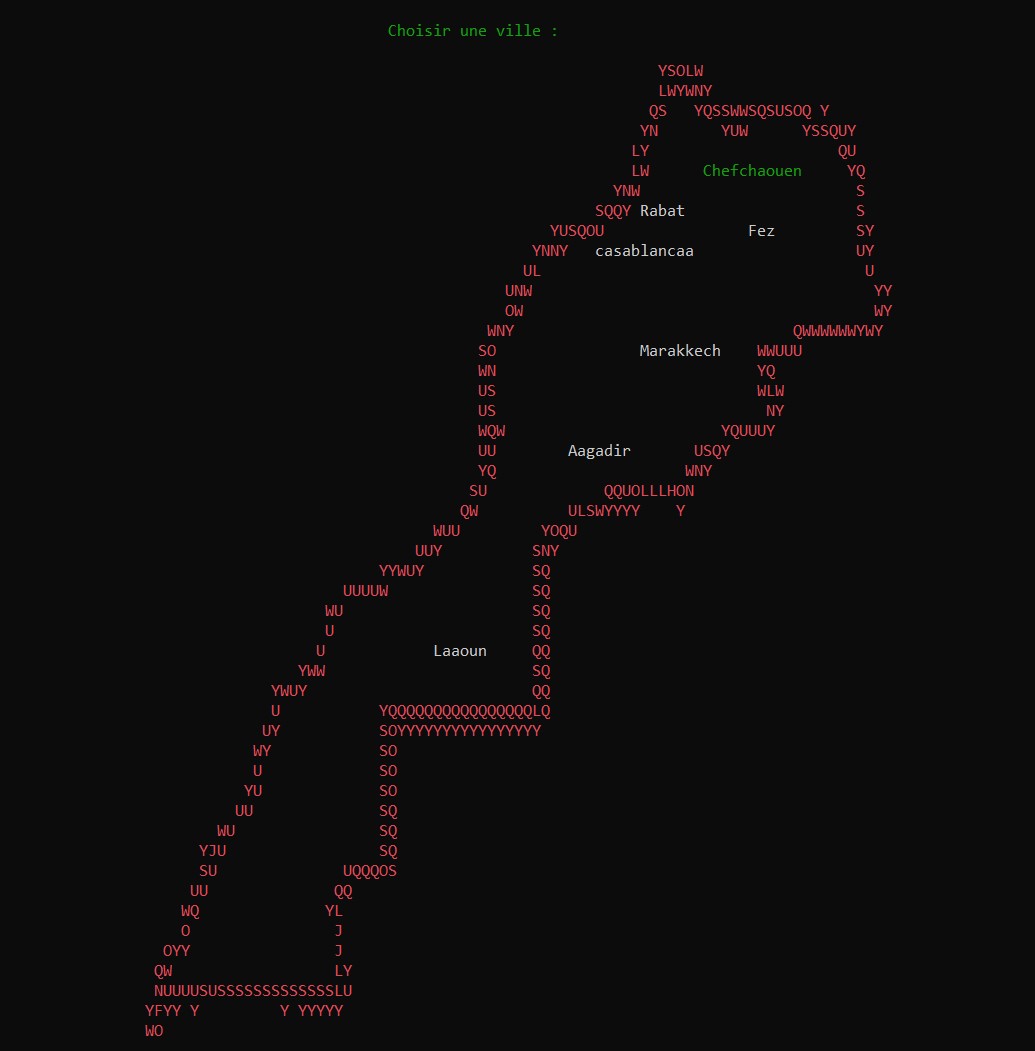 Choisir une ville :
YSOLW
LWYWNY
QS YQSSWWSQSUSOQ Y
YN YUW YSSQUY
LY QU
LW Chefchaouen YQ
YNW S
SQQY Rabat S
YUSQOU Fez SY
YNNY casablancaa UY
UL U
UNW YY
OW WY
WNY QWWWWWWYWY
SO Marakkech WWUUU
WN YQ
US WLW
US NY
WQW YQUUUY
UU Aagadir USQY
YQ WNY
SU QQUOLLLHON
QW ULSWYYYY Y
WUU YOQU
UUY SNY
YYWUY SQ
UUUUW SQ
WU SQ
U SQ
U Laaoun QQ
YWW SQ
YWUY QQ
U YQQQQQQQQQQQQQQQQLQ
UY SOYYYYYYYYYYYYYYYY
WY SO
U SO
YU SO
UU SQ
WU SQ
YJU SQ
SU UQQQOS
UU QQ
WQ YL
O J
OYY J
QW LY
NUUUUSUSSSSSSSSSSSSSLU
YFYY Y Y YYYYY
WO